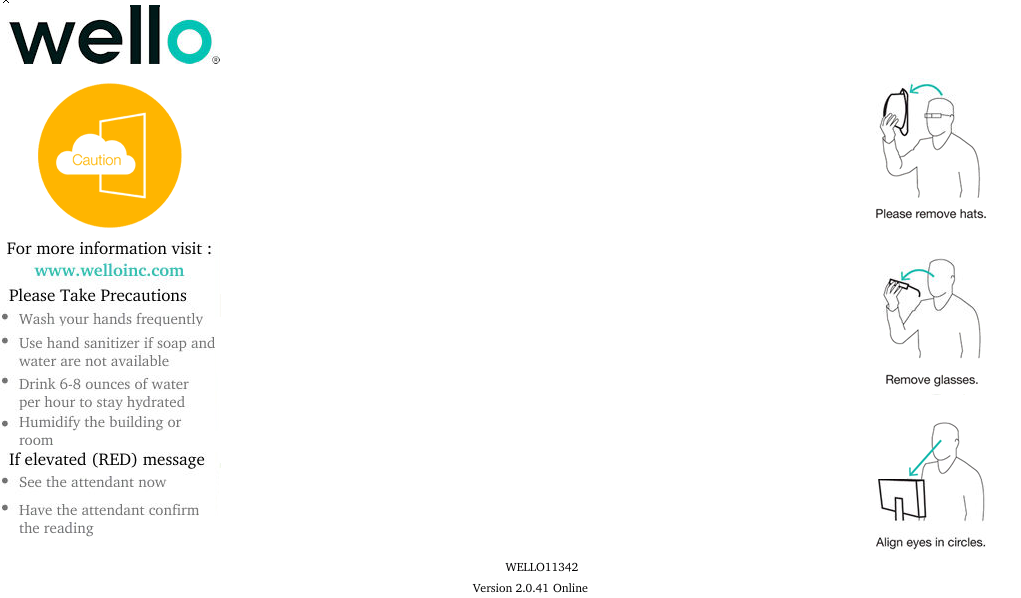 wello®
Caution
For more information visit :
www.welloinc.com
Please Take Precautions
• Wash your hands frequently
• Use hand sanitizer if soap and
water are not available
• Drink 6-8 ounces of water
per hour to stay hydrated
• Humidify the building or
room
If elevated (RED) message
• See the attendant now
• Have the attendant confirm
the reading
Please remove hats.
Remove glasses.
Align eyes in circles.
WELLO11342
Version 2.0.41 Online